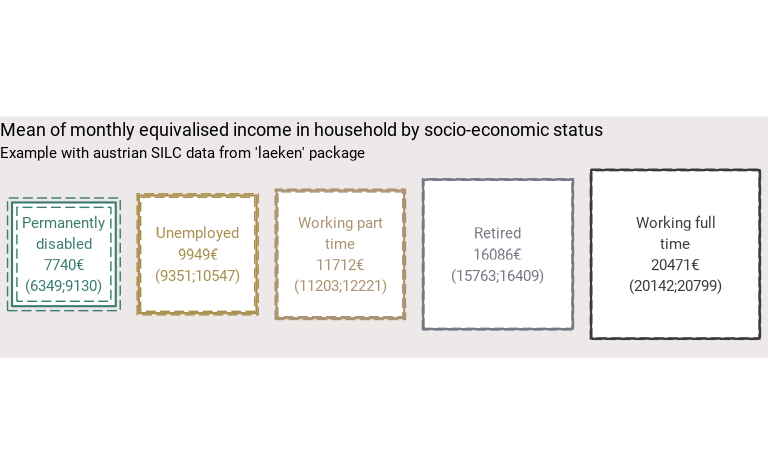 Mean of monthly equivalised income in household by socio-economic status
Example with austrian SILC data from 'laeken' package
Permanently
disabled
7740€
(6349;9130)
Unemployed
9949€
(9351;10547)
Working part
time
11712€
(11203;12221)
Retired
16086€
(15763;16409)
Working full
time
20471€
(20142;20799)